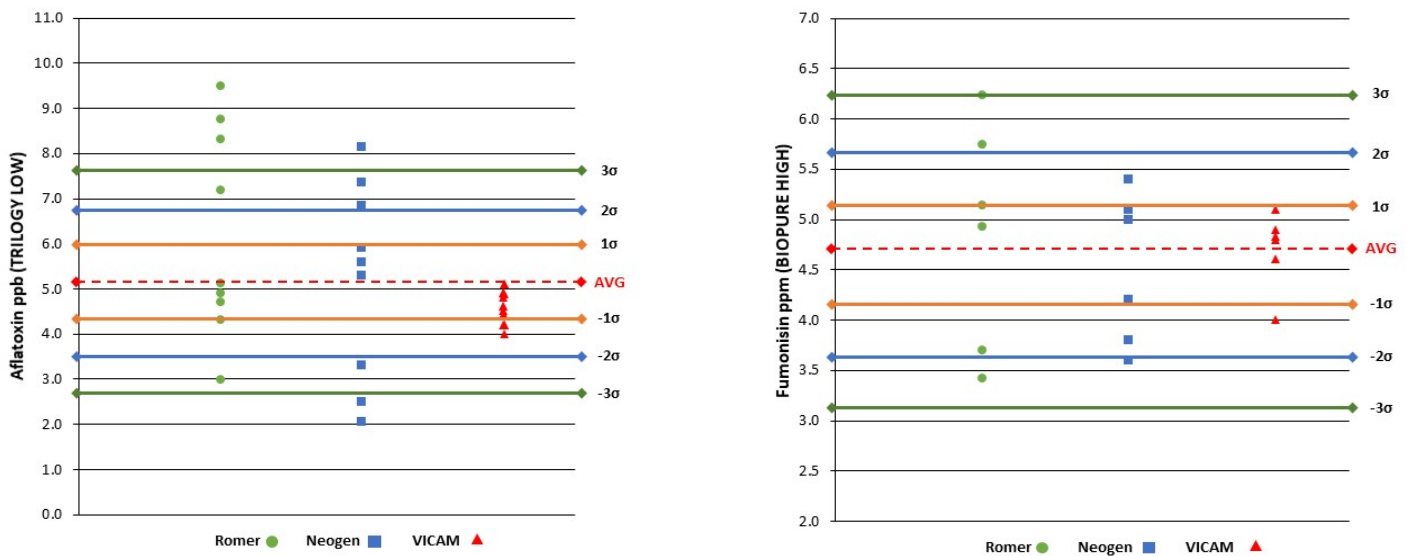 Aflatoxin ppb (TRILOGY LOW)
11.0
10.0
9.0
8.0
7.0
6.0
5.0
4.0
3.0
2.0
1.0
0.0
3σ
2σ
1σ
AVG
-1σ
-2σ
-3σ
Romer Neogen VICAM
Fumonisin ppm (BIOPURE HIGH)
7.0
6.5
6.0
5.5
5.0
4.5
4.0
3.5
3.0
2.5
2.0
3σ
2σ
1σ
AVG
-1σ
-2σ
-3σ
Romer Neogen VICAM